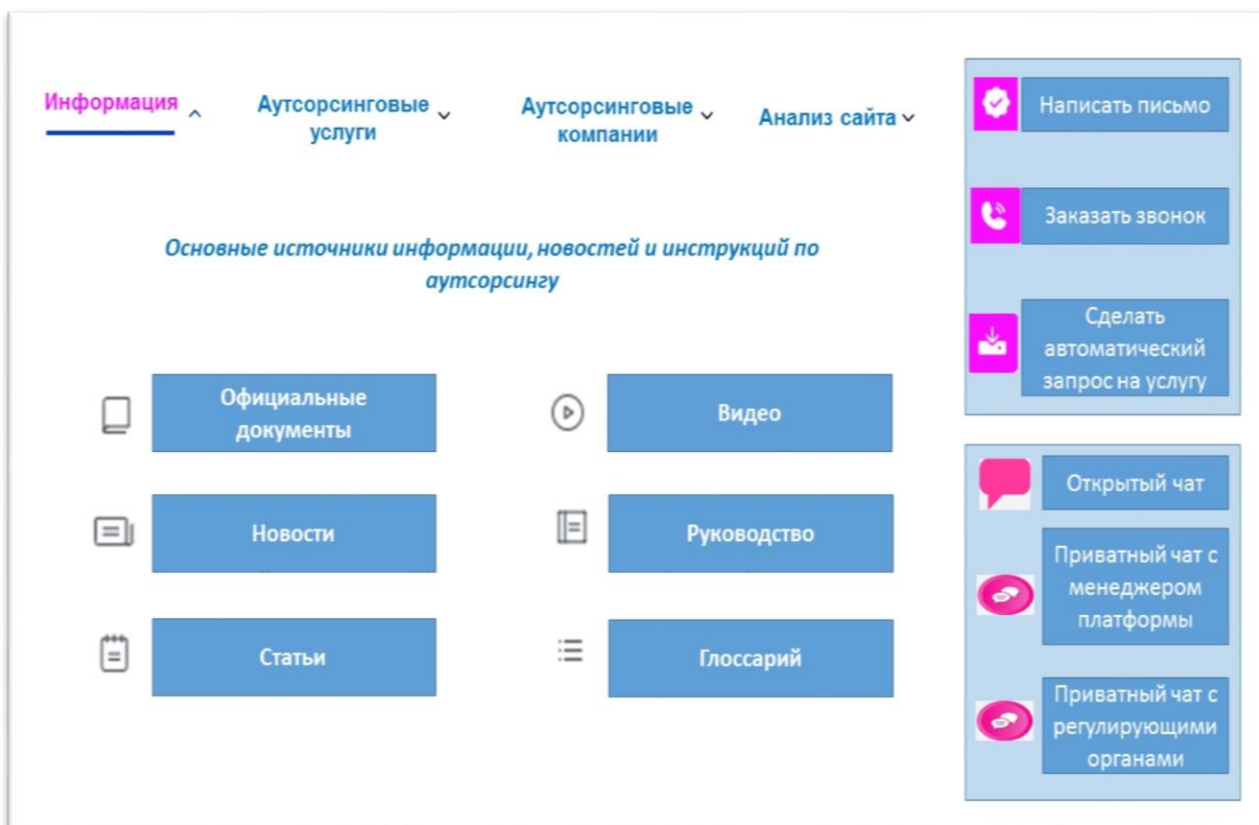 Информация
Аутсорсинговые
услуги
Аутсорсинговые
компании
Анализ сайта
Основные источники информации, новостей и инструкций по
аутсорсингу
Официальные
документы
Видео
Новости
Руководство
Статьи
Глоссарий
Написать письмо
Заказать звонок
Сделать
автоматический
запрос на услугу
Открытый чат
Приватный чат с
менеджером
платформы
Приватный чат с
регулирующими
органами